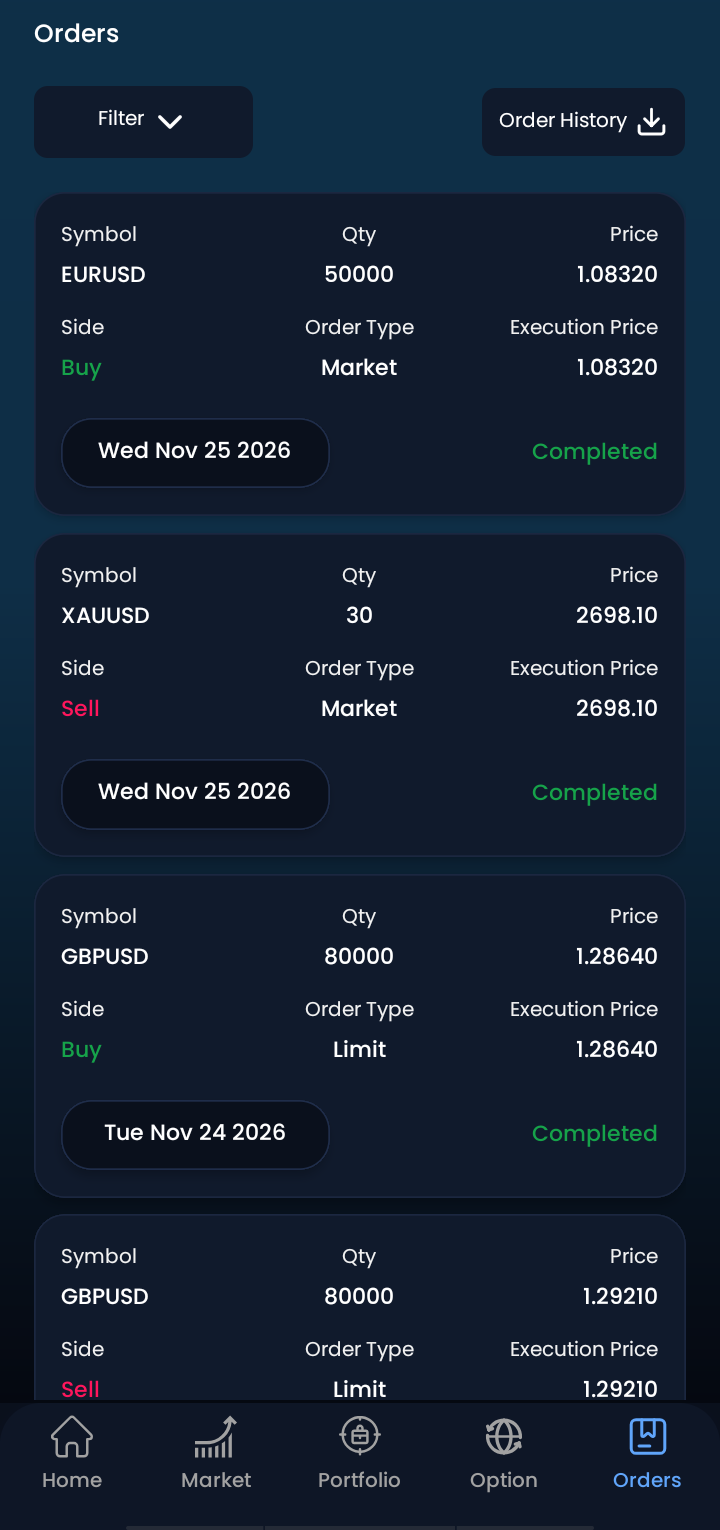 Orders
Filter Order History
Symbol Qty Price
EURUSD 50000 1.08320
Side Order Type Execution Price
Buy Market 1.08320
Wed Nov 25 2026 Completed
Symbol Qty Price
XAUUSD 30 2698.10
Side Order Type Execution Price
Sell Market 2698.10
Wed Nov 25 2026 Completed
Symbol Qty Price
GBPUSD 80000 1.28640
Side Order Type Execution Price
Buy Limit 1.28640
Tue Nov 24 2026 Completed
Symbol Qty Price
GBPUSD 80000 1.29210
Side Order Type Execution Price
Sell Limit 1.29210
Home Market Portfolio Option Orders